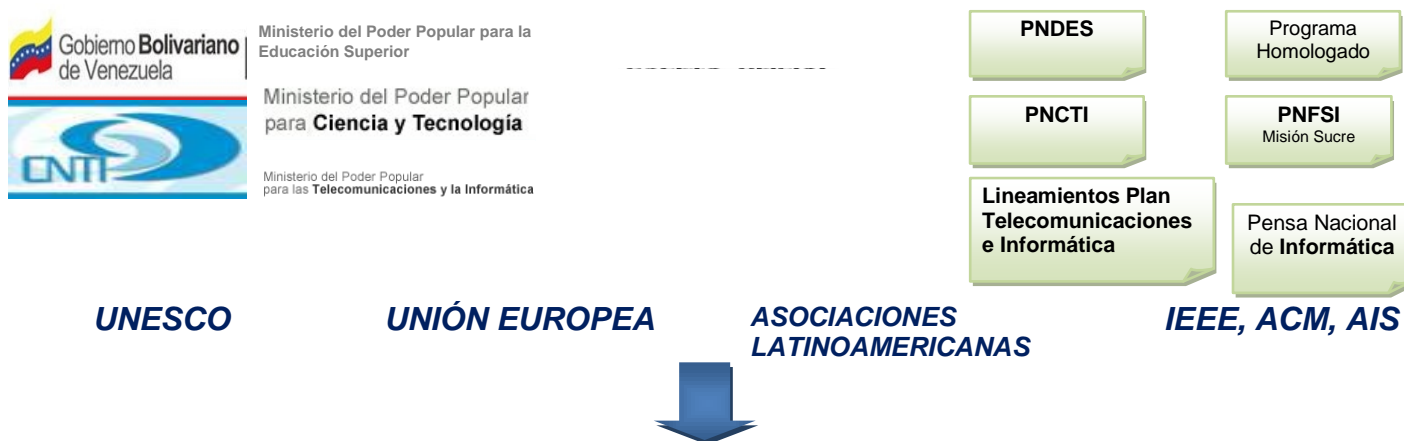 Gobierno Bolivariano
de Venezuela
Ministerio del Poder Popular para la
Educación Superior
CNTI
Ministerio del Poder Popular
para Ciencia y Tecnología
Ministerio del Poder Popular
para las Telecomunicaciones y la Informática
PNDES
Programa
Homologado
PNCTI
PNFSI
Misión Sucre
Lineamientos Plan
Telecomunicaciones
e Informática
Pensa Nacional
de Informática
UNESCO
UNIÓN EUROPEA
ASOCIACIONES
LATINOAMERICANAS
IEEE, ACM, AIS